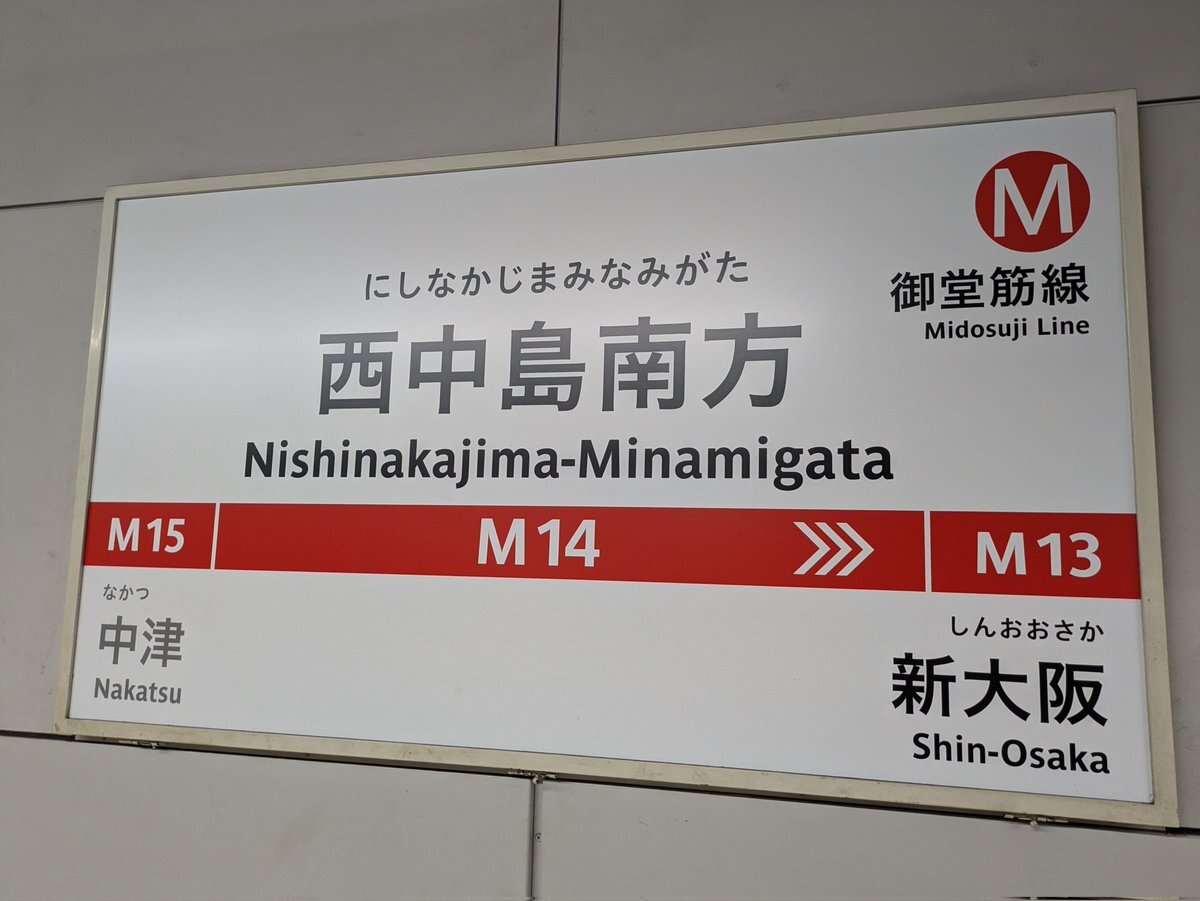 M
御堂筋線
Midosuji Line
にしなかじまみなみがた
西中島南方
Nishinakajima-Minamigata
M15
M14
M13
なかつ
中津
Nakatsu
しんおおさか
新大阪
Shin-Osaka